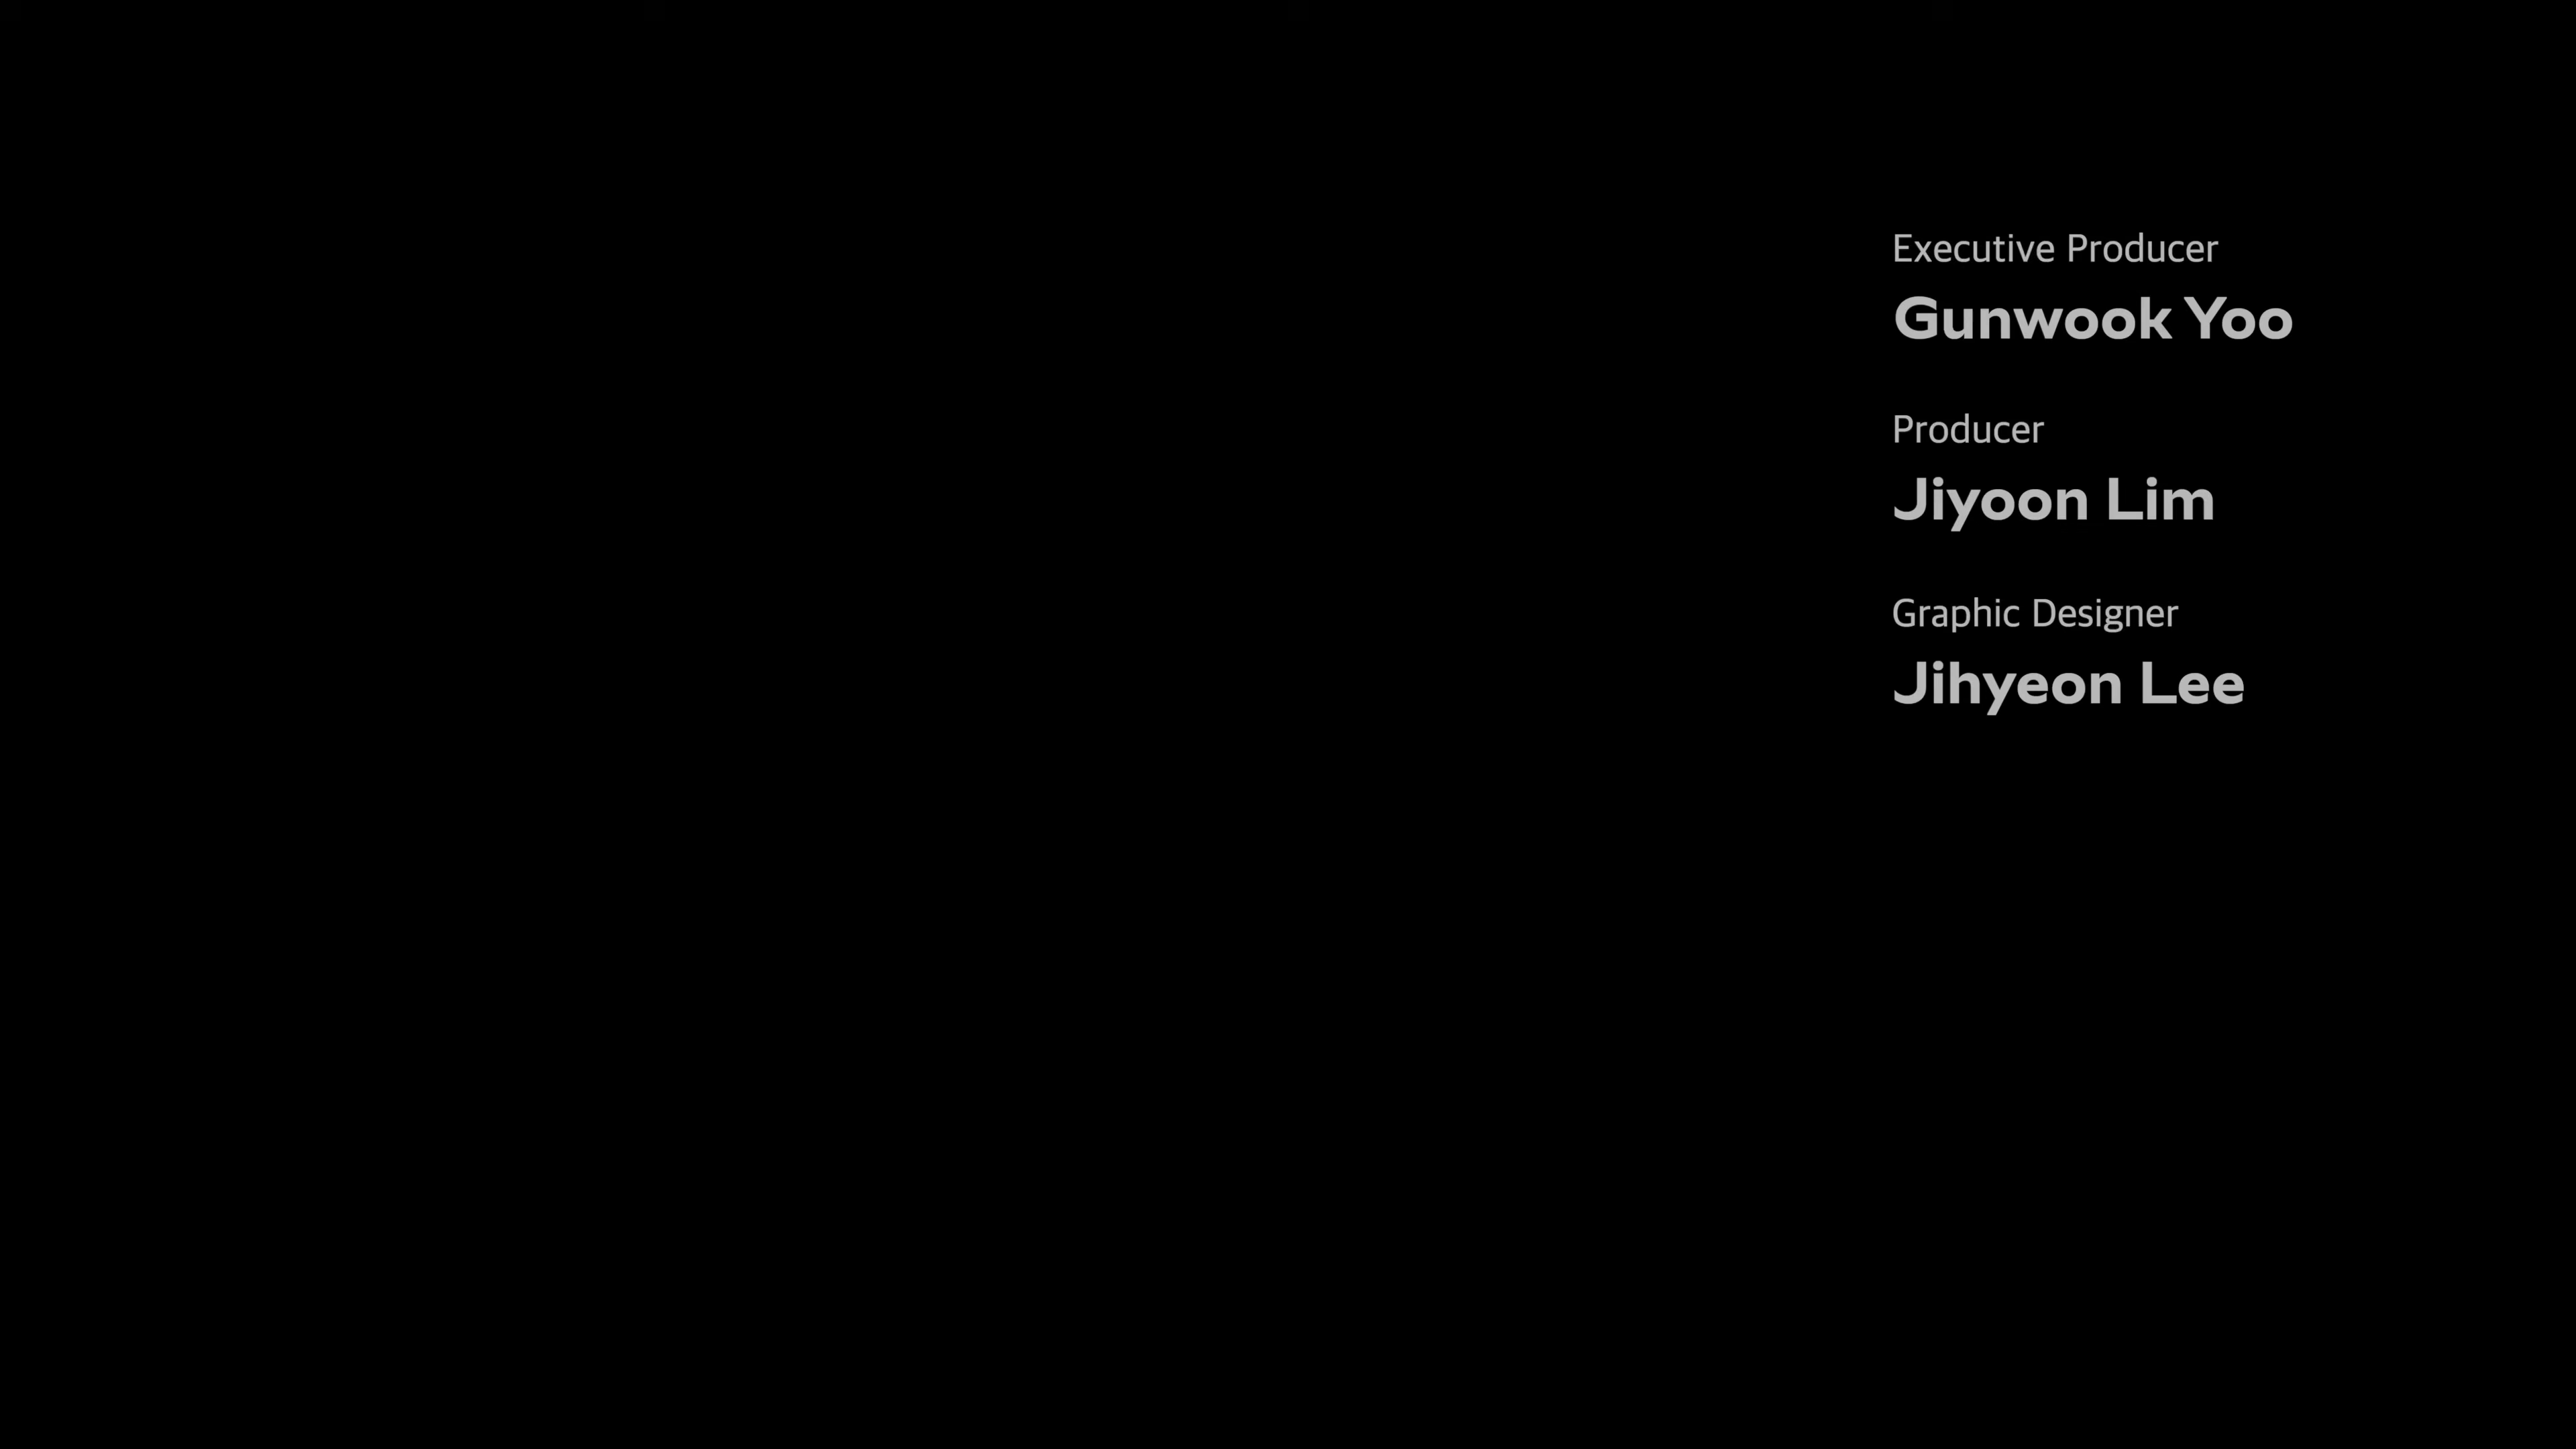 Executive Producer
Gunwook Yoo
Producer
Jiyoon Lim
Graphic Designer
Jihyeon Lee